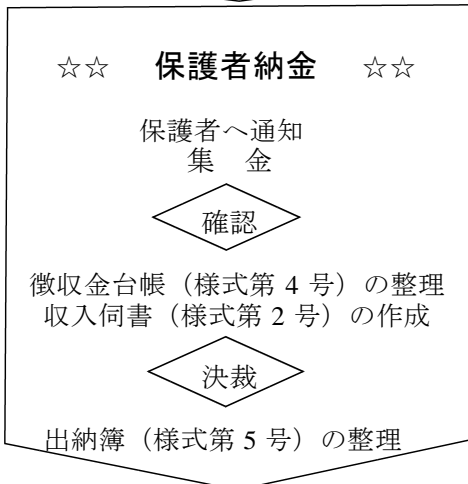 ☆☆　保護者納金　☆☆
保護者へ通知
集　金
確認
徴収金台帳（様式第 4 号）の整理
収入伺書（様式第 2 号）の作成
決裁
出納簿（様式第 5 号）の整理